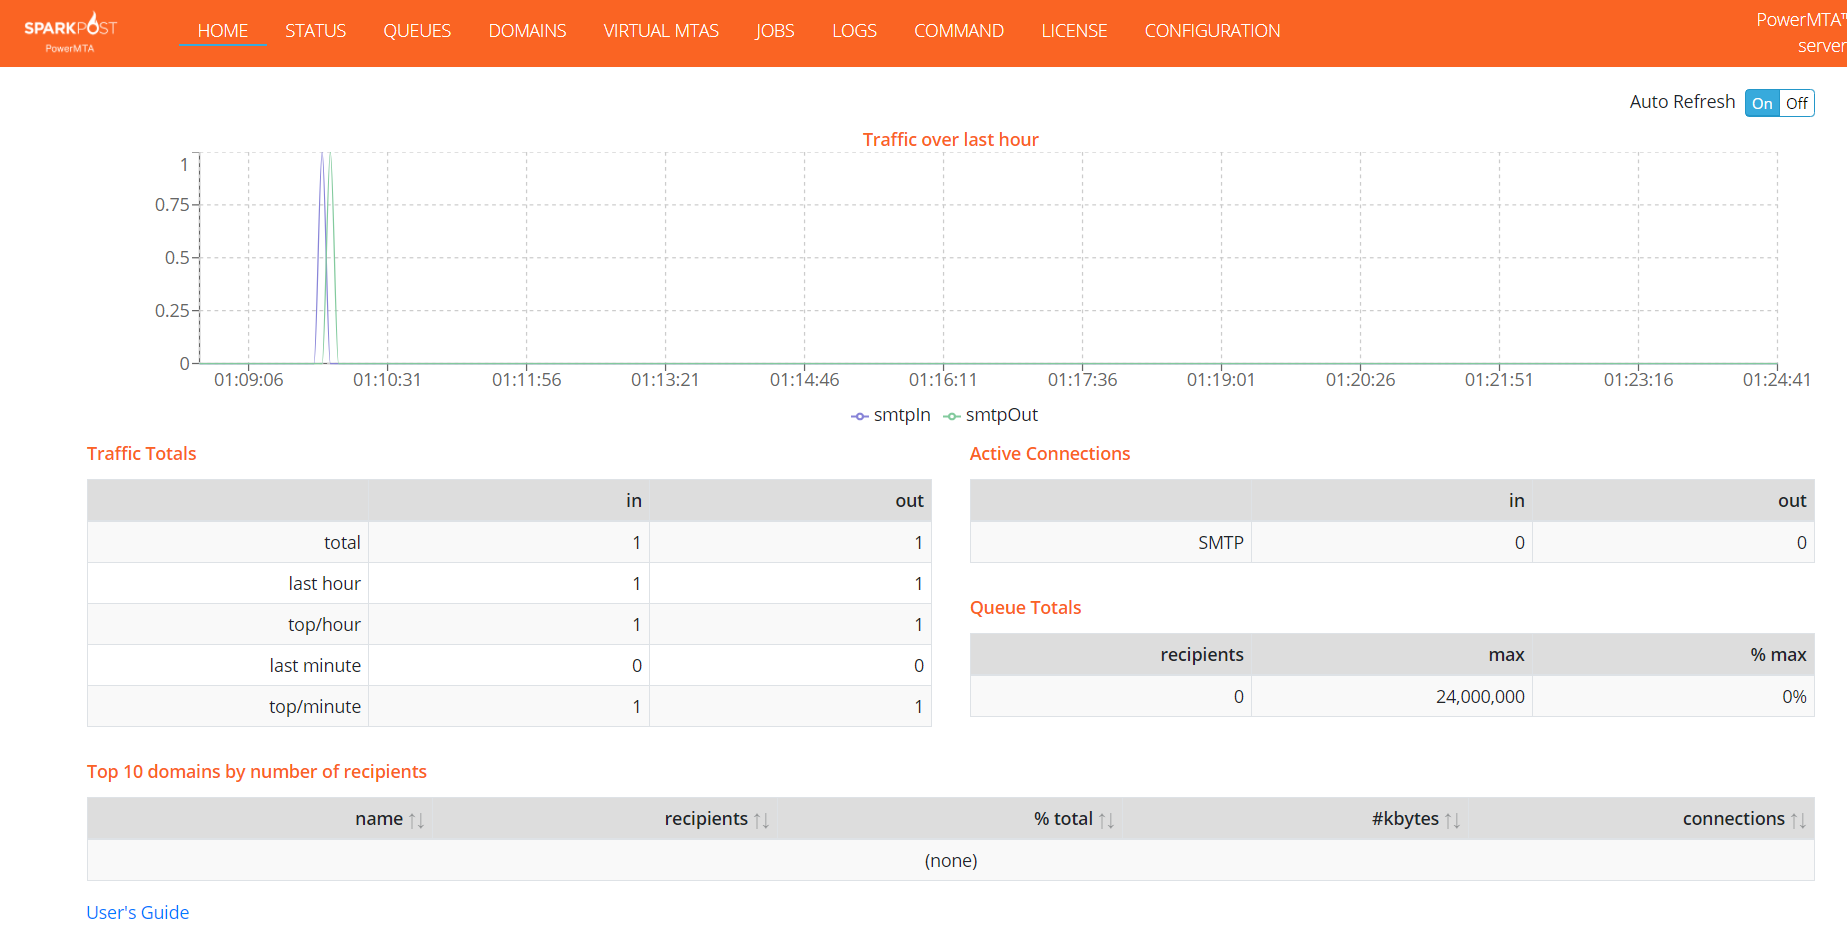 SPARKPOST
PowerMTA
HOME STATUS QUEUES DOMAINS VIRTUAL MTAS JOBS LOGS COMMAND LICENSE CONFIGURATION
PowerMTA™
server
Auto Refresh On Off
Traffic over last hour
1
0.75
0.5
0.25
0
01:09:06 01:10:31 01:11:56 01:13:21 01:14:46 01:16:11 01:17:36 01:19:01 01:20:26 01:21:51 01:23:16 01:24:41
smtpIn smtpOut
Traffic Totals
in out
total 1 1
last hour 1 1
top/hour 1 1
last minute 0 0
top/minute 1 1
Active Connections
in out
SMTP 0 0
Queue Totals
recipients max % max
0 24,000,000 0%
Top 10 domains by number of recipients
name recipients % total #kbytes connections
(none)
User's Guide